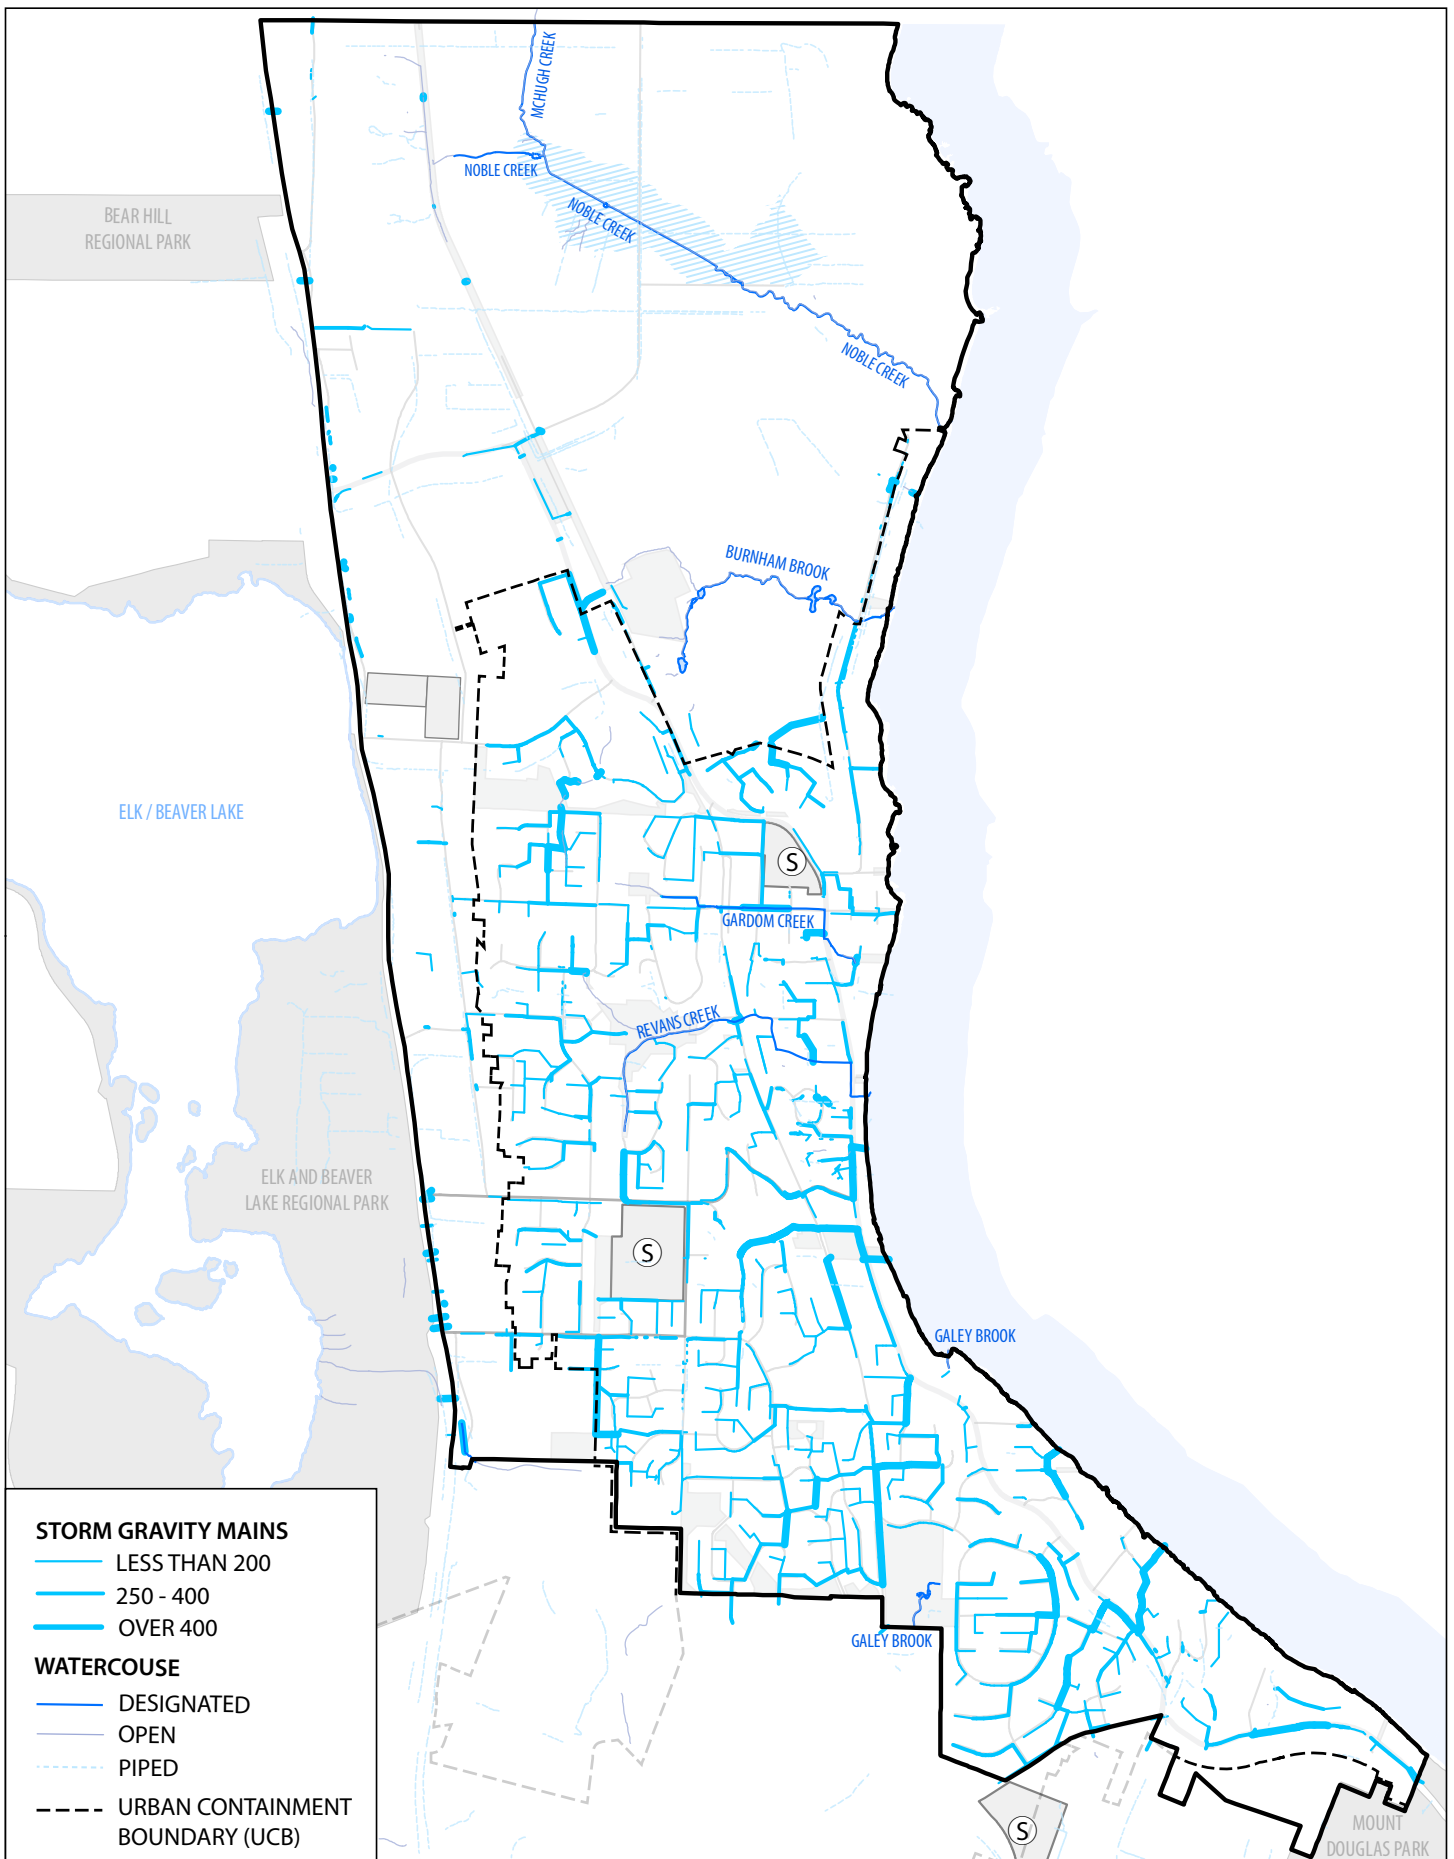 MCHUGH CREEK
NOBLE CREEK
BEAR HILL
REGIONAL PARK
NOBLE CREEK
NOBLE CREEK
BURNHAM BROOK
ELK / BEAVER LAKE
S
GARDOM CREEK
REVANS CREEK
ELK AND BEAVER
LAKE REGIONAL PARK
S
GALEY BROOK
GALEY BROOK
STORM GRAVITY MAINS
LESS THAN 200
250 - 400
OVER 400
WATERCOUSE
DESIGNATED
OPEN
PIPED
URBAN CONTAINMENT
BOUNDARY (UCB)
S
MOUNT
DOUGLAS PARK